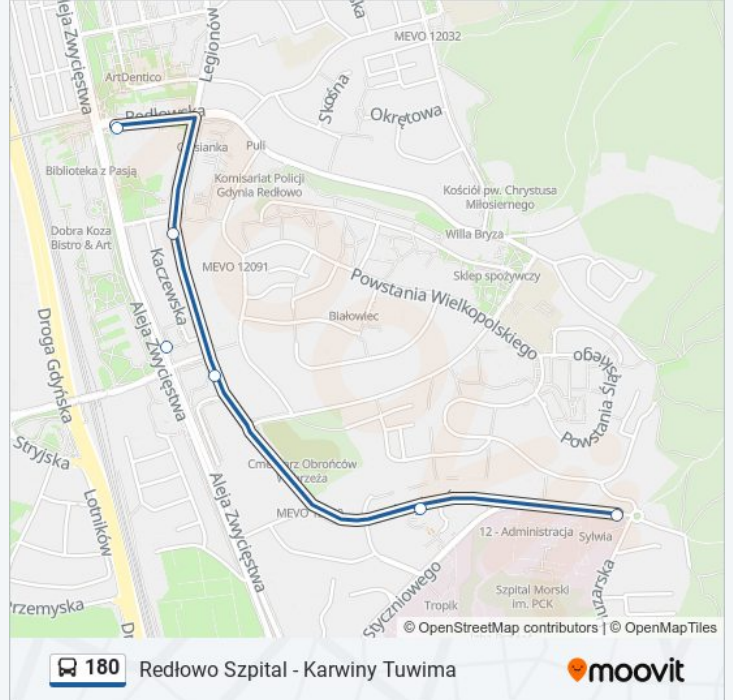 MEVO 12032
Aleja Zwycięstwa
Legionów
ArtDentico
Skośna
Okrętowa
Redłowska
Puli
Biblioteka z Pasją
Komisariat Policji
Gdynia Redłowo
Kościół pw. Chrystusa
Miłosiernego
Dobra Koza
Bistro & Art
Willa Bryza
Kaczewska
MEVO 12091
Sklep spożywczy
Powstania Wielkopolskiego
Droga Gdyńska
Aleja Zwycięstwa
Białowiec
Powstania
Stryjska
Lotników
Aleja Zwycięstwa
MEVO
12 - Administracja
Sylwia
Styczniowego
Tropik
Szpital Morski
im. PCK
© OpenStreetMap contributors | © OpenMapTiles
180 Redłowo Szpital - Karwiny Tuwima
moovit